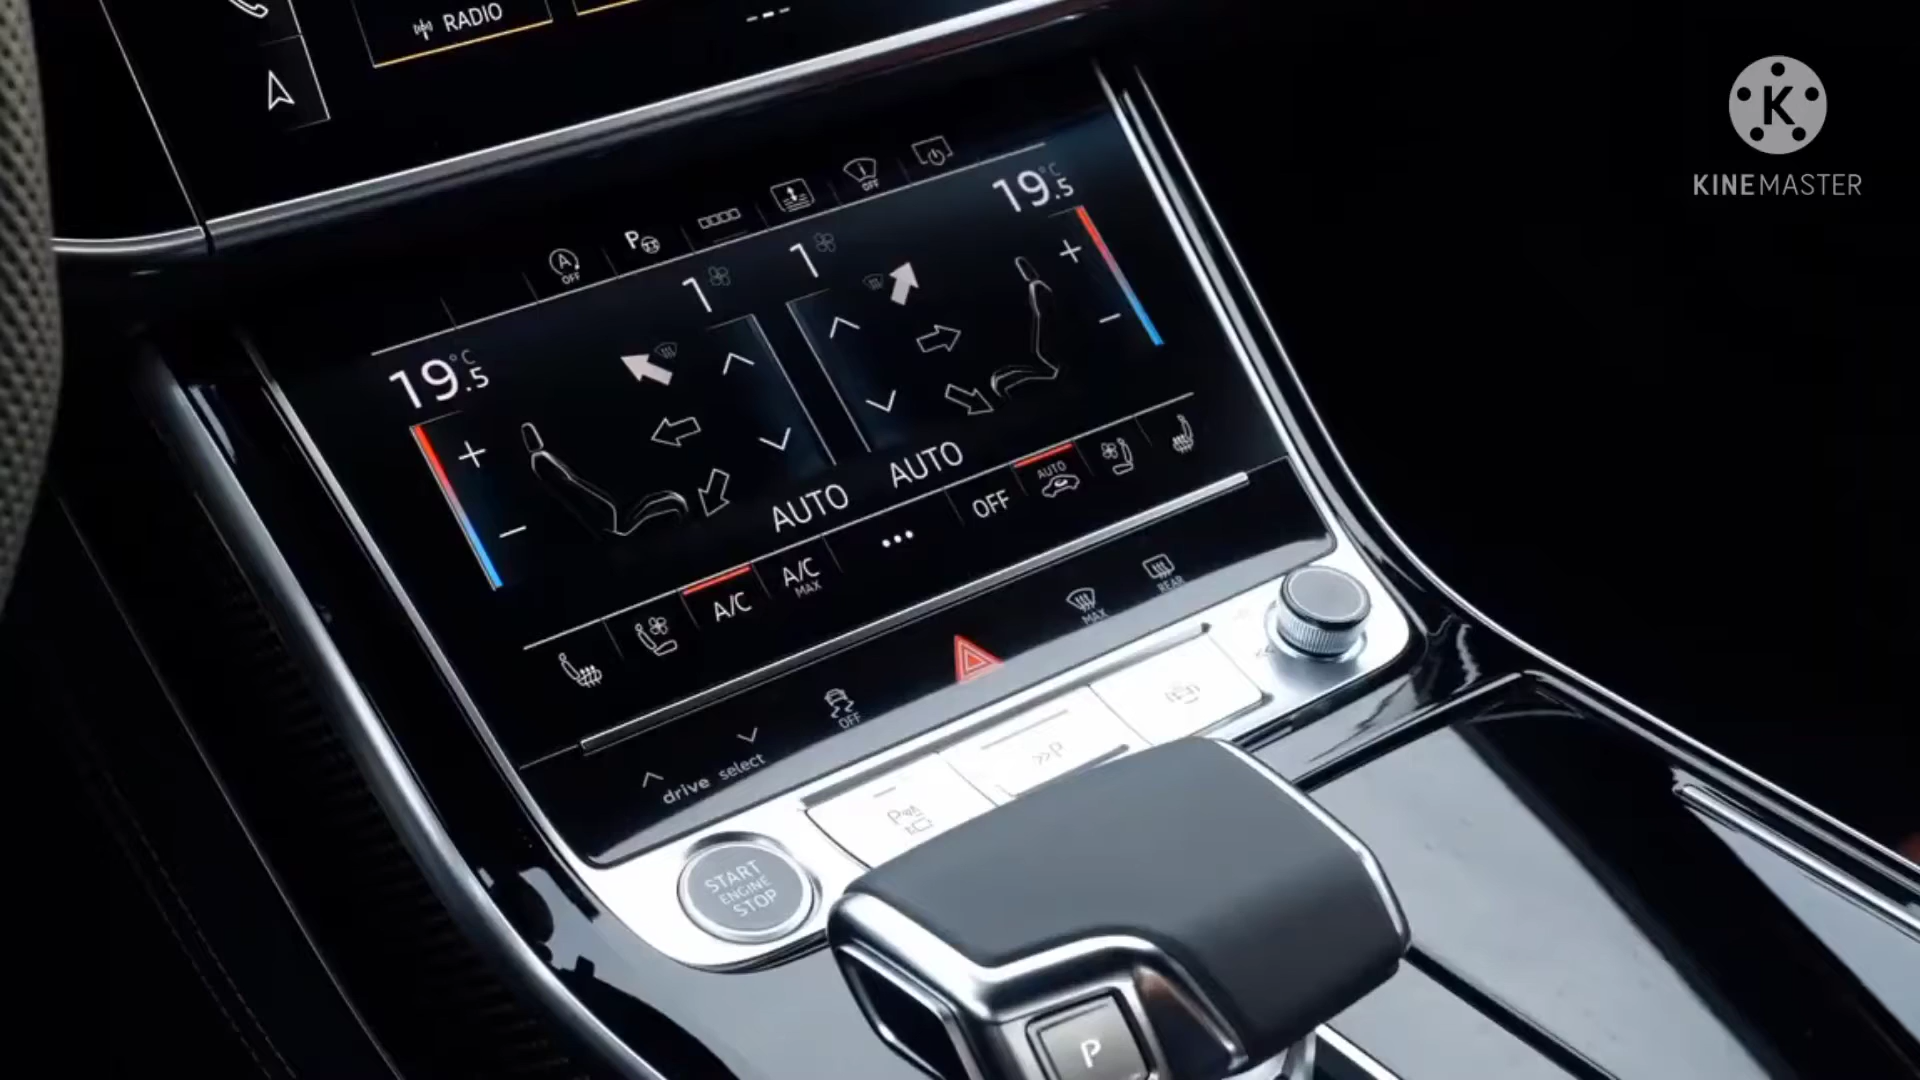 RADIO
K
KINEMASTER
19.5 °C
A
OFF
P
OFF
19.5 °C
1
1
+
-
+
-
AUTO
AUTO
A/C
A/C
MAX
•••
OFF
AUTO
MAX
REAR
drive select
OFF
START
ENGINE
STOP
P
>>P
<<
P